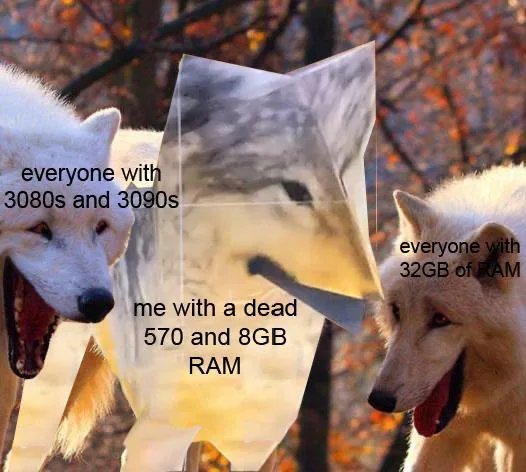 everyone with
3080s and 3090s
everyone with
32GB of RAM
me with a dead
570 and 8GB
RAM